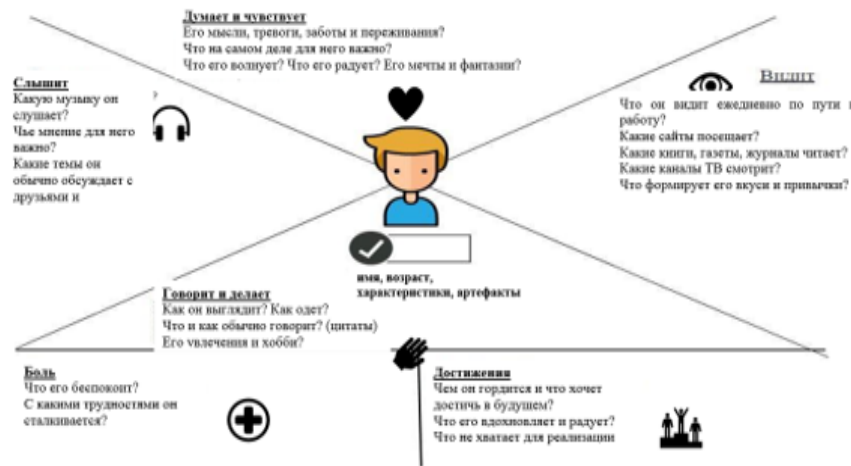 Думает и чувствует
Его мысли, тревоги, заботы и переживания?
Что на самом деле для него важно?
Что его волнует? Что его радует? Его мечты и фантазии?
Слышит
Какую музыку он
слушает?
Чье мнение для него
важно?
Какие темы он
обычно обсуждает с
друзьями и
Видит
Что он видит ежедневно по пути
работу?
Какие сайты посещает?
Какие книги, газеты, журналы читает?
Какие каналы ТВ смотрит?
Что формирует его вкусы и привычки?
имя, возраст,
характеристики, артефакты
Говорит и делает
Как он выглядит? Как одет?
Что и как обычно говорит? (цитаты)
Его увлечения и хобби?
Боль
Что его беспокоит?
С какими трудностями он
сталкивается?
Достижения
Чем он гордится и что хочет
достичь в будущем?
Что его вдохновляет и радует?
Что не хватает для реализации